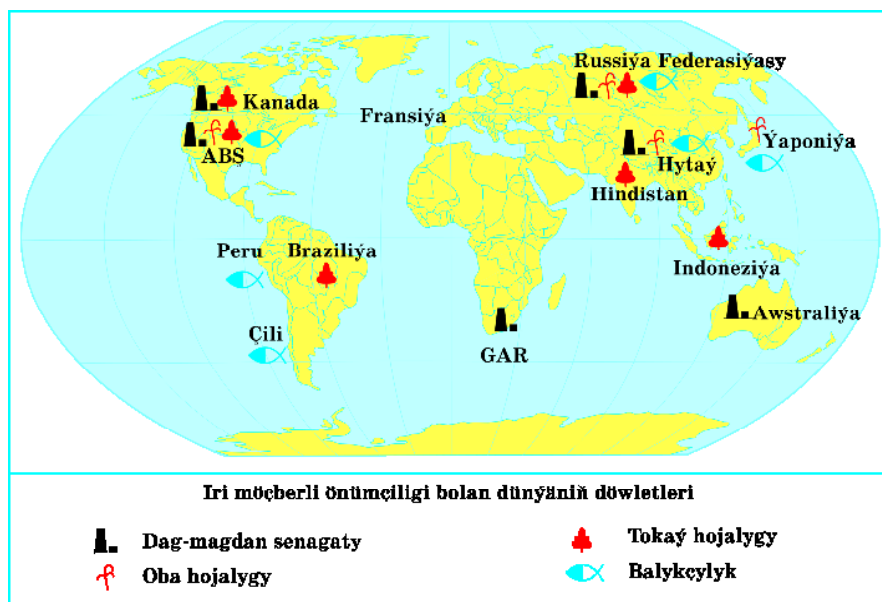 Russiýa Federasiýasy
Kanada
Fransiýa
ABŞ
Ýaponiýa
Hytaý
Hindistan
Peru
Braziliýa
Indoneziýa
Awstraliýa
Çili
GAR
Iri möçberli önümçiligi bolan dünýäniň döwletleri
Dag-magdan senagaty
Tokaý hojalygy
Oba hojalygy
Balykçylyk